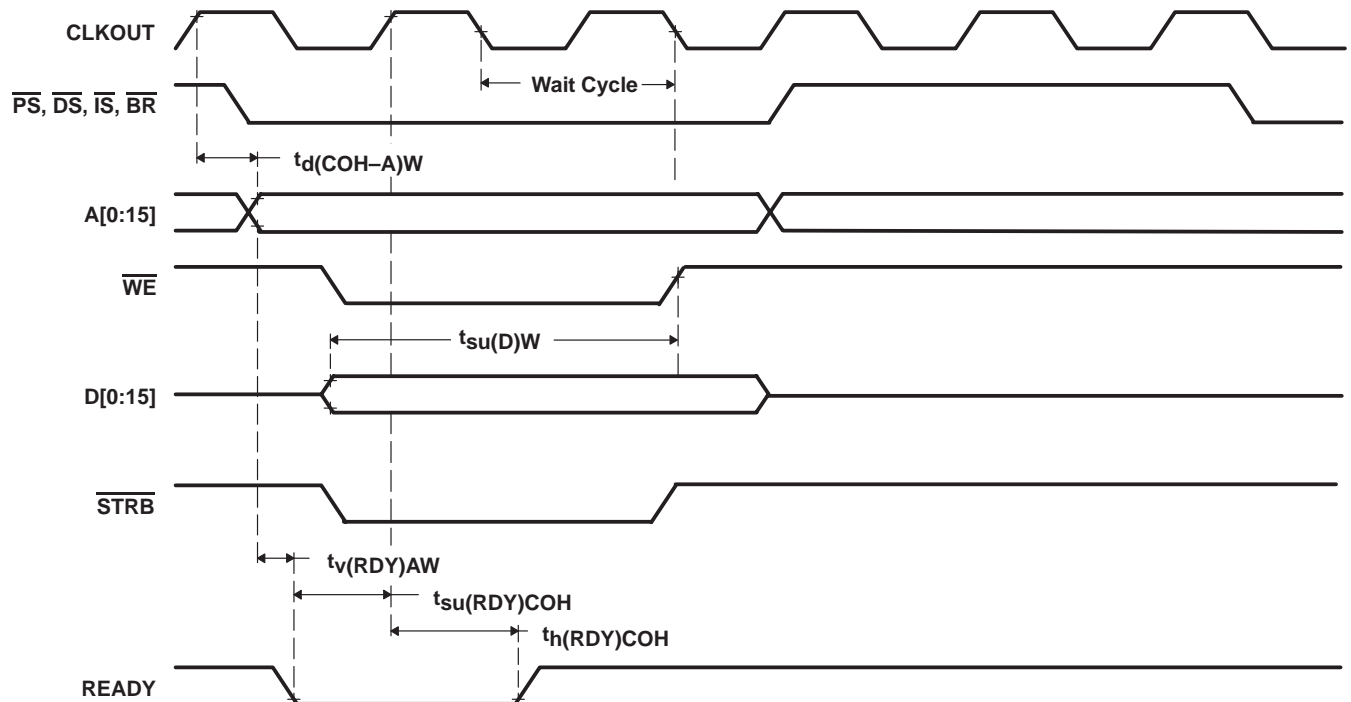 CLKOUT
Wait Cycle
PS, DS, IS, BR
td(COH–A)W
A[0:15]
WE
tsu(D)W
D[0:15]
STRB
tv(RDY)AW
tsu(RDY)COH
th(RDY)COH
READY